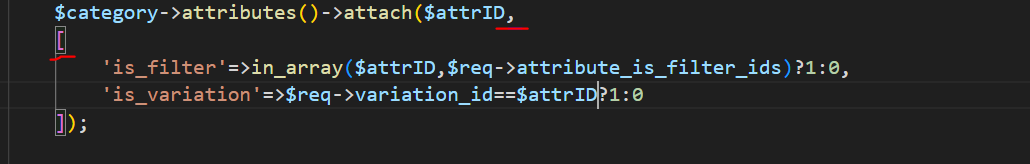 $category->attributes()->attach($attrID,
[
'is_filter'=>in_array($attrID,$req->attribute_is_filter_ids)?1:0,
'is_variation'=>$req->variation_id==$attrID?1:0
]);